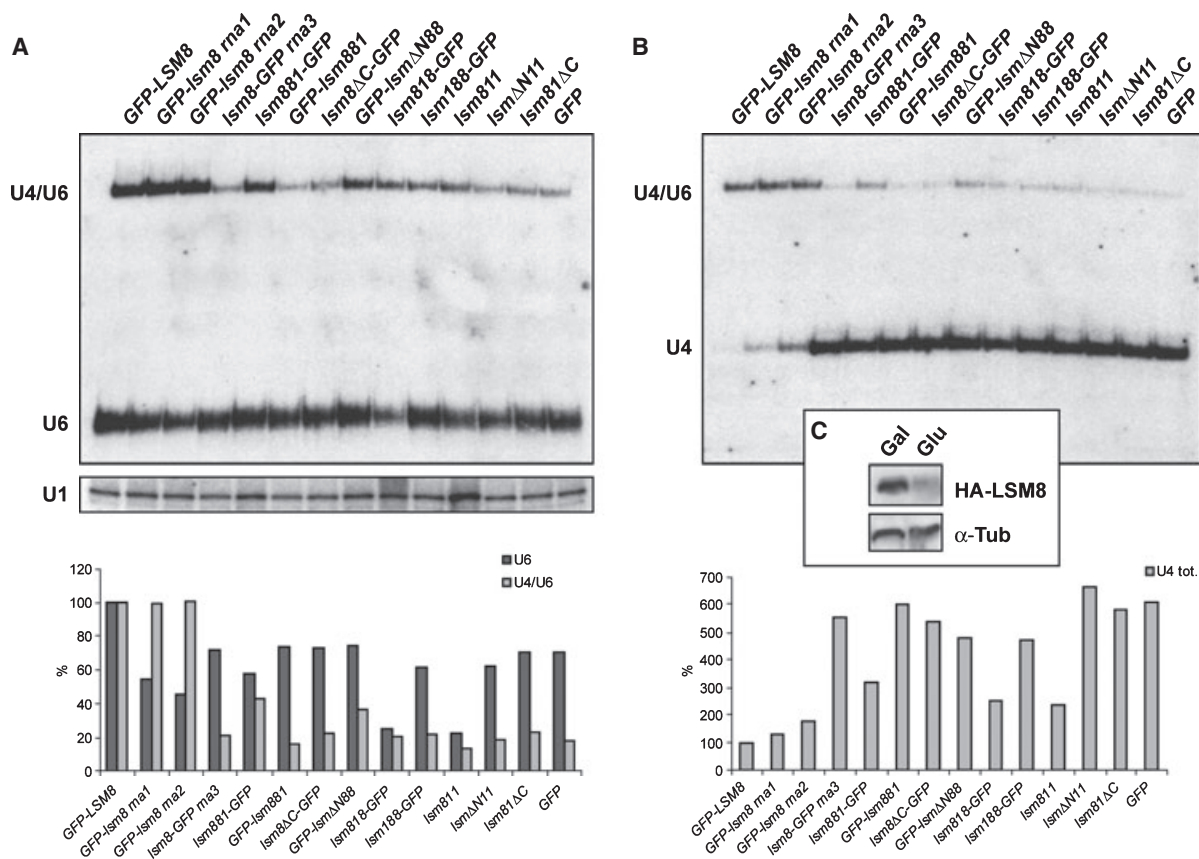 A
GFP-LSM8
GFP-lsm8 rna1
GFP-lsm8 rna2
lsm8-GFP rna3
lsm881-GFP
GFP-lsm881
lsm8ΔC-GFP
GFP-lsmΔN88
lsm818-GFP
lsm188-GFP
lsm811
lsmΔN11
lsm81ΔC
GFP
U4/U6
U6
U1
120
100
80
60
40
20
0
%
U6
U4/U6
GFP-LSM8
GFP-lsm8 rna1
GFP-lsm8 rna2
lsm8-GFP rna3
lsm881-GFP
GFP-lsm881
lsm8ΔC-GFP
GFP-lsmΔN88
lsm818-GFP
lsm188-GFP
lsm811
lsmΔN11
lsm81ΔC
GFP
B
GFP-LSM8
GFP-lsm8 rna1
GFP-lsm8 rna2
lsm8-GFP rna3
lsm881-GFP
GFP-lsm881
lsm8ΔC-GFP
GFP-lsmΔN88
lsm818-GFP
lsm188-GFP
lsm811
lsmΔN11
lsm81ΔC
GFP
U4/U6
U4
C
Gal
Glu
HA-LSM8
α-Tub
700
600
500
400
300
200
100
0
%
U4 tot.
GFP-LSM8
GFP-lsm8 rna1
GFP-lsm8 rna2
lsm8-GFP rna3
lsm881-GFP
GFP-lsm881
lsm8ΔC-GFP
GFP-lsmΔN88
lsm818-GFP
lsm188-GFP
lsm811
lsmΔN11
lsm81ΔC
GFP